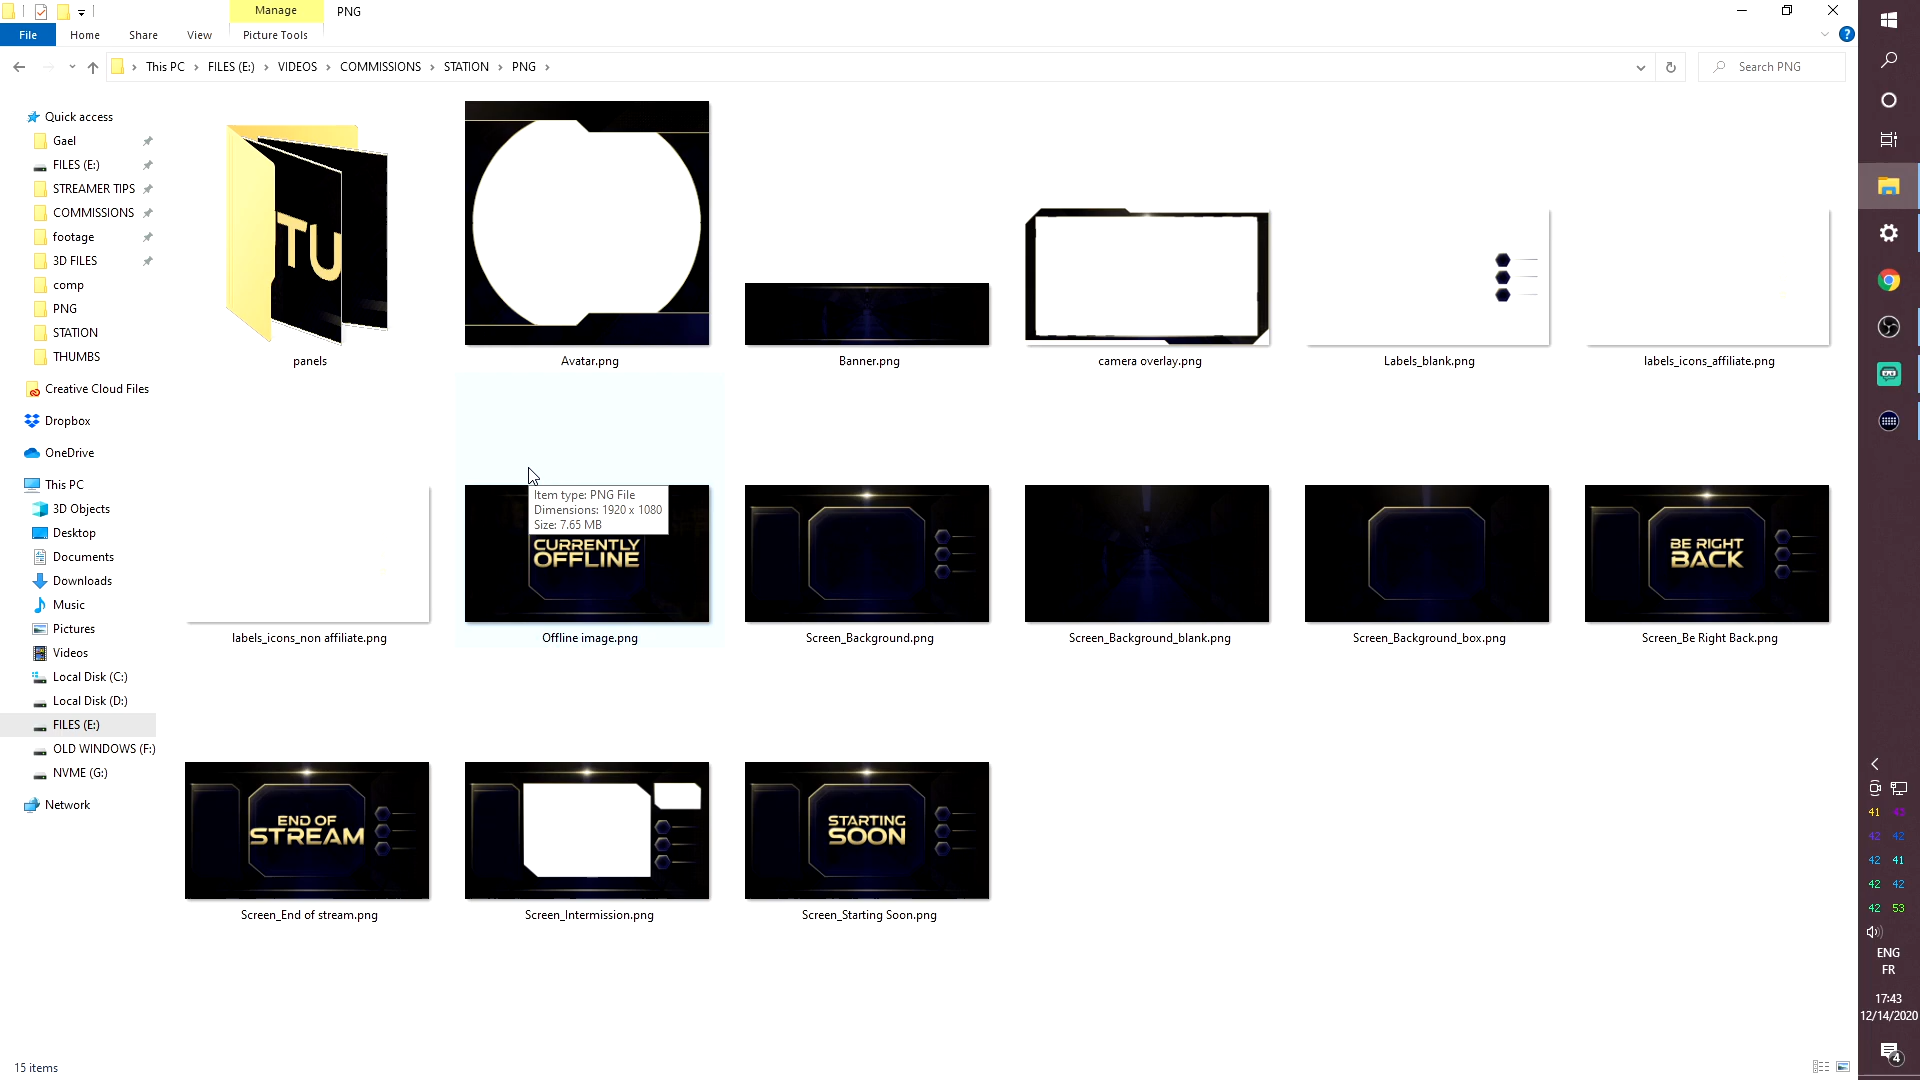 Manage
PNG
File
Home
Share
View
Picture Tools
This PC
FILES (E:)
VIDEOS
COMMISSIONS
STATION
PNG
Search PNG
Quick access
Gael
FILES (E:)
STREAMER TIPS
COMMISSIONS
footage
3D FILES
comp
PNG
STATION
THUMBS
Creative Cloud Files
Dropbox
OneDrive
This PC
3D Objects
Desktop
Documents
Downloads
Music
Pictures
Videos
Local Disk (C:)
Local Disk (D:)
FILES (E:)
OLD WINDOWS (F:)
NVME (G:)
Network
TU
panels
Avatar.png
Banner.png
camera overlay.png
Labels_blank.png
labels_icons_affiliate.png
Item type: PNG File
Dimensions: 1920 x 1080
Size: 7.65 MB
CURRENTLY
OFFLINE
BE RIGHT
BACK
labels_icons_non affiliate.png
Offline image.png
Screen_Background.png
Screen_Background_blank.png
Screen_Background_box.png
Screen_Be Right Back.png
END OF
STREAM
STARTING
SOON
Screen_End of stream.png
Screen_Intermission.png
Screen_Starting Soon.png
15 items
41
42 42
42 41
42 42
42 53
ENG
FR
17:43
12/14/2020
4